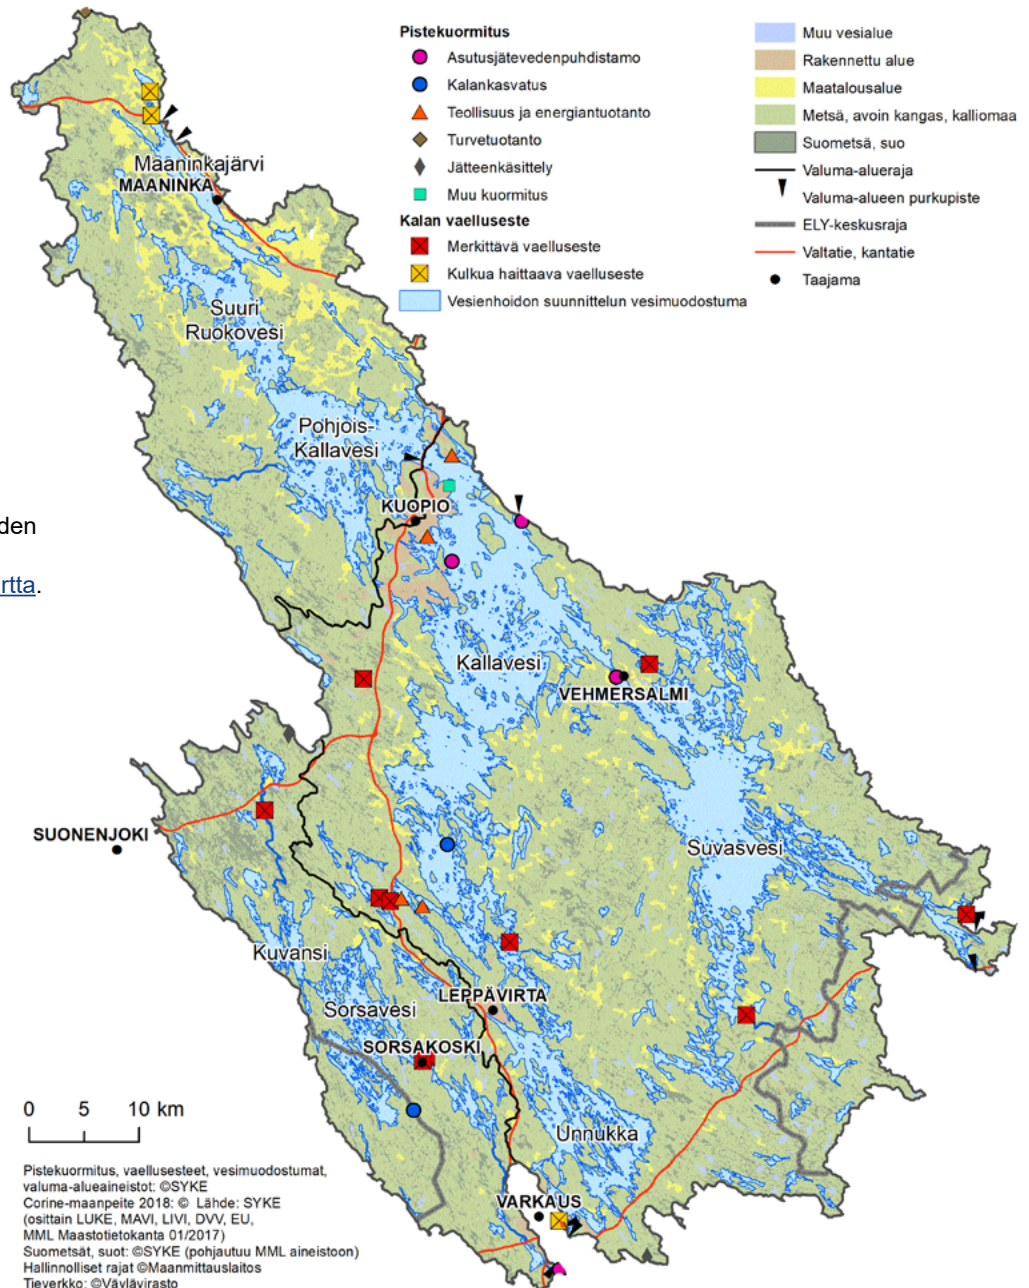 Pistekuormitus
Asutusjätevedenpuhdistamo
Kalankasvatus
Teollisuus ja energiantuotanto
Turvetuotanto
Jätteenkäsittely
Muu kuormitus
Kalan vaelluseste
Merkittävä vaelluseste
Kulkua haittaava vaelluseste
Vesienhoidon suunnittelun vesimuodostuma
Muu vesialue
Rakennettu alue
Maatalousalue
Metsä, avoin kangas, kalliomaa
Suometsä, suo
Valuma-alueraja
Valuma-alueen purkupiste
ELY-keskusraja
Valtatie, kantatie
Taajama
Maaninkajärvi
MAANINKA
Suuri
Ruokovesi
Pohjois-
Kallavesi
KUOPIO
den
rtta.
Kallavesi
VEHMERSALMI
SUONENJOKI
Suvasvesi
Kuvansi
LEPPÄVIRTA
Sorsavesi
SORSAKOSKI
Unnukka
VARKAUS
0 5 10 km
Pistekuormitus, vaellusesteet, vesimuodostumat,
valuma-alueaineistot: ©SYKE
Corine-maanpeite 2018: © Lähde: SYKE
(osittain LUKE, MAVI, LIVI, DVV, EU,
MML Maastotietokanta 01/2017)
Suometsät, suot: ©SYKE (pohjautuu MML aineistoon)
Hallinnolliset rajat ©Maanmittauslaitos
Tieverkko: ©Väylävirasto